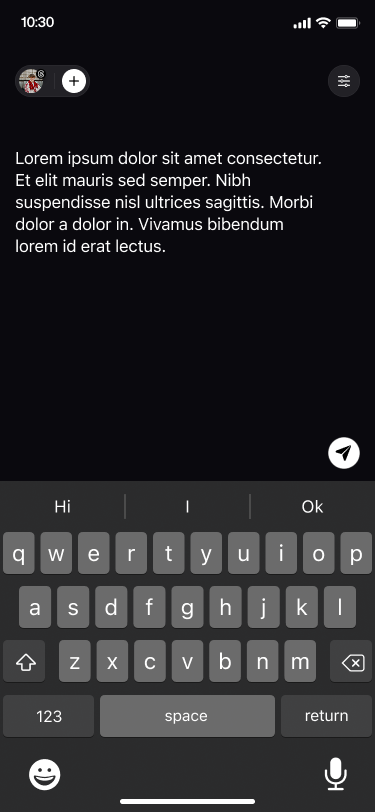 10:30
Lorem ipsum dolor sit amet consectetur.
Et elit mauris sed semper. Nibh
suspendisse nisl ultrices sagittis. Morbi
dolor a dolor in. Vivamus bibendum
lorem id erat lectus.
Hi I Ok
q w e r t y u i o p
a s d f g h j k l
z x c v b n m
123 space return